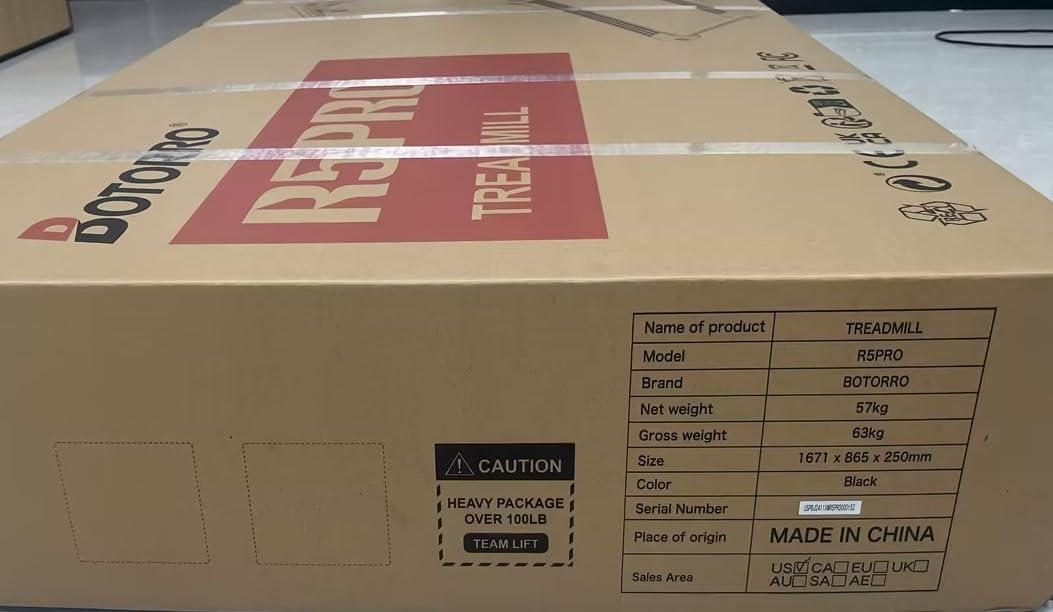 BOTORRO®
R5PRO
TREADMILL
CAUTION
HEAVY PACKAGE
OVER 100LB
TEAM LIFT
Name of product TREADMILL
Model R5PRO
Brand BOTORRO
Net weight 57kg
Gross weight 63kg
Size 1671 x 865 x 250mm
Color Black
Serial Number
Place of origin MADE IN CHINA
Sales Area US☑ CA☐ EU☐ UK☐
AU☐ SA☐ AE☐